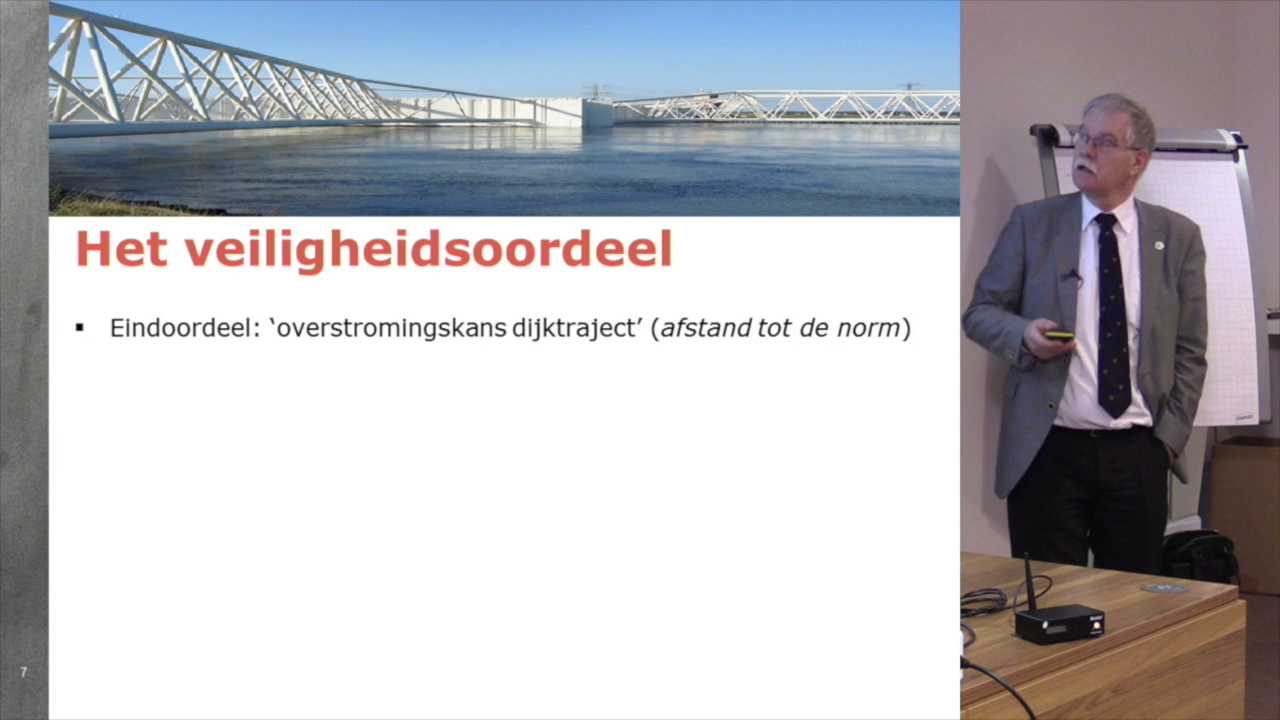 Het veiligheidsoordeel
▪ Eindoordeel: ‘overstromingskans dijktraject’ (afstand tot de norm)
7